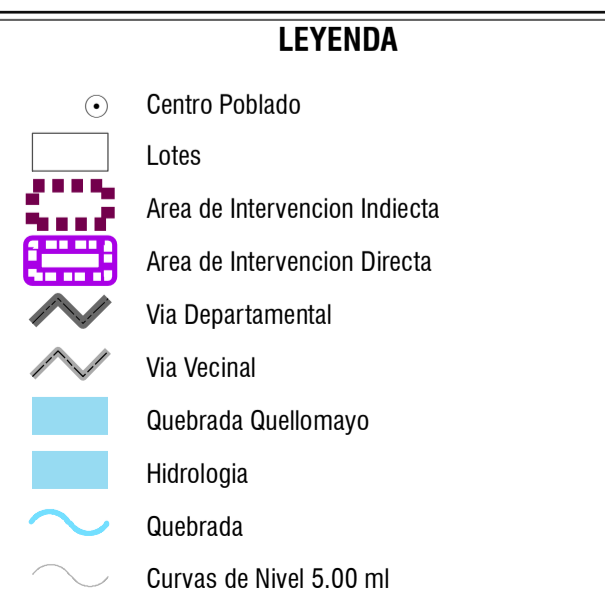 LEYENDA
Centro Poblado
Lotes
Area de Intervencion Indiecta
Area de Intervencion Directa
Via Departamental
Via Vecinal
Quebrada Quellomayo
Hidrologia
Quebrada
Curvas de Nivel 5.00 ml